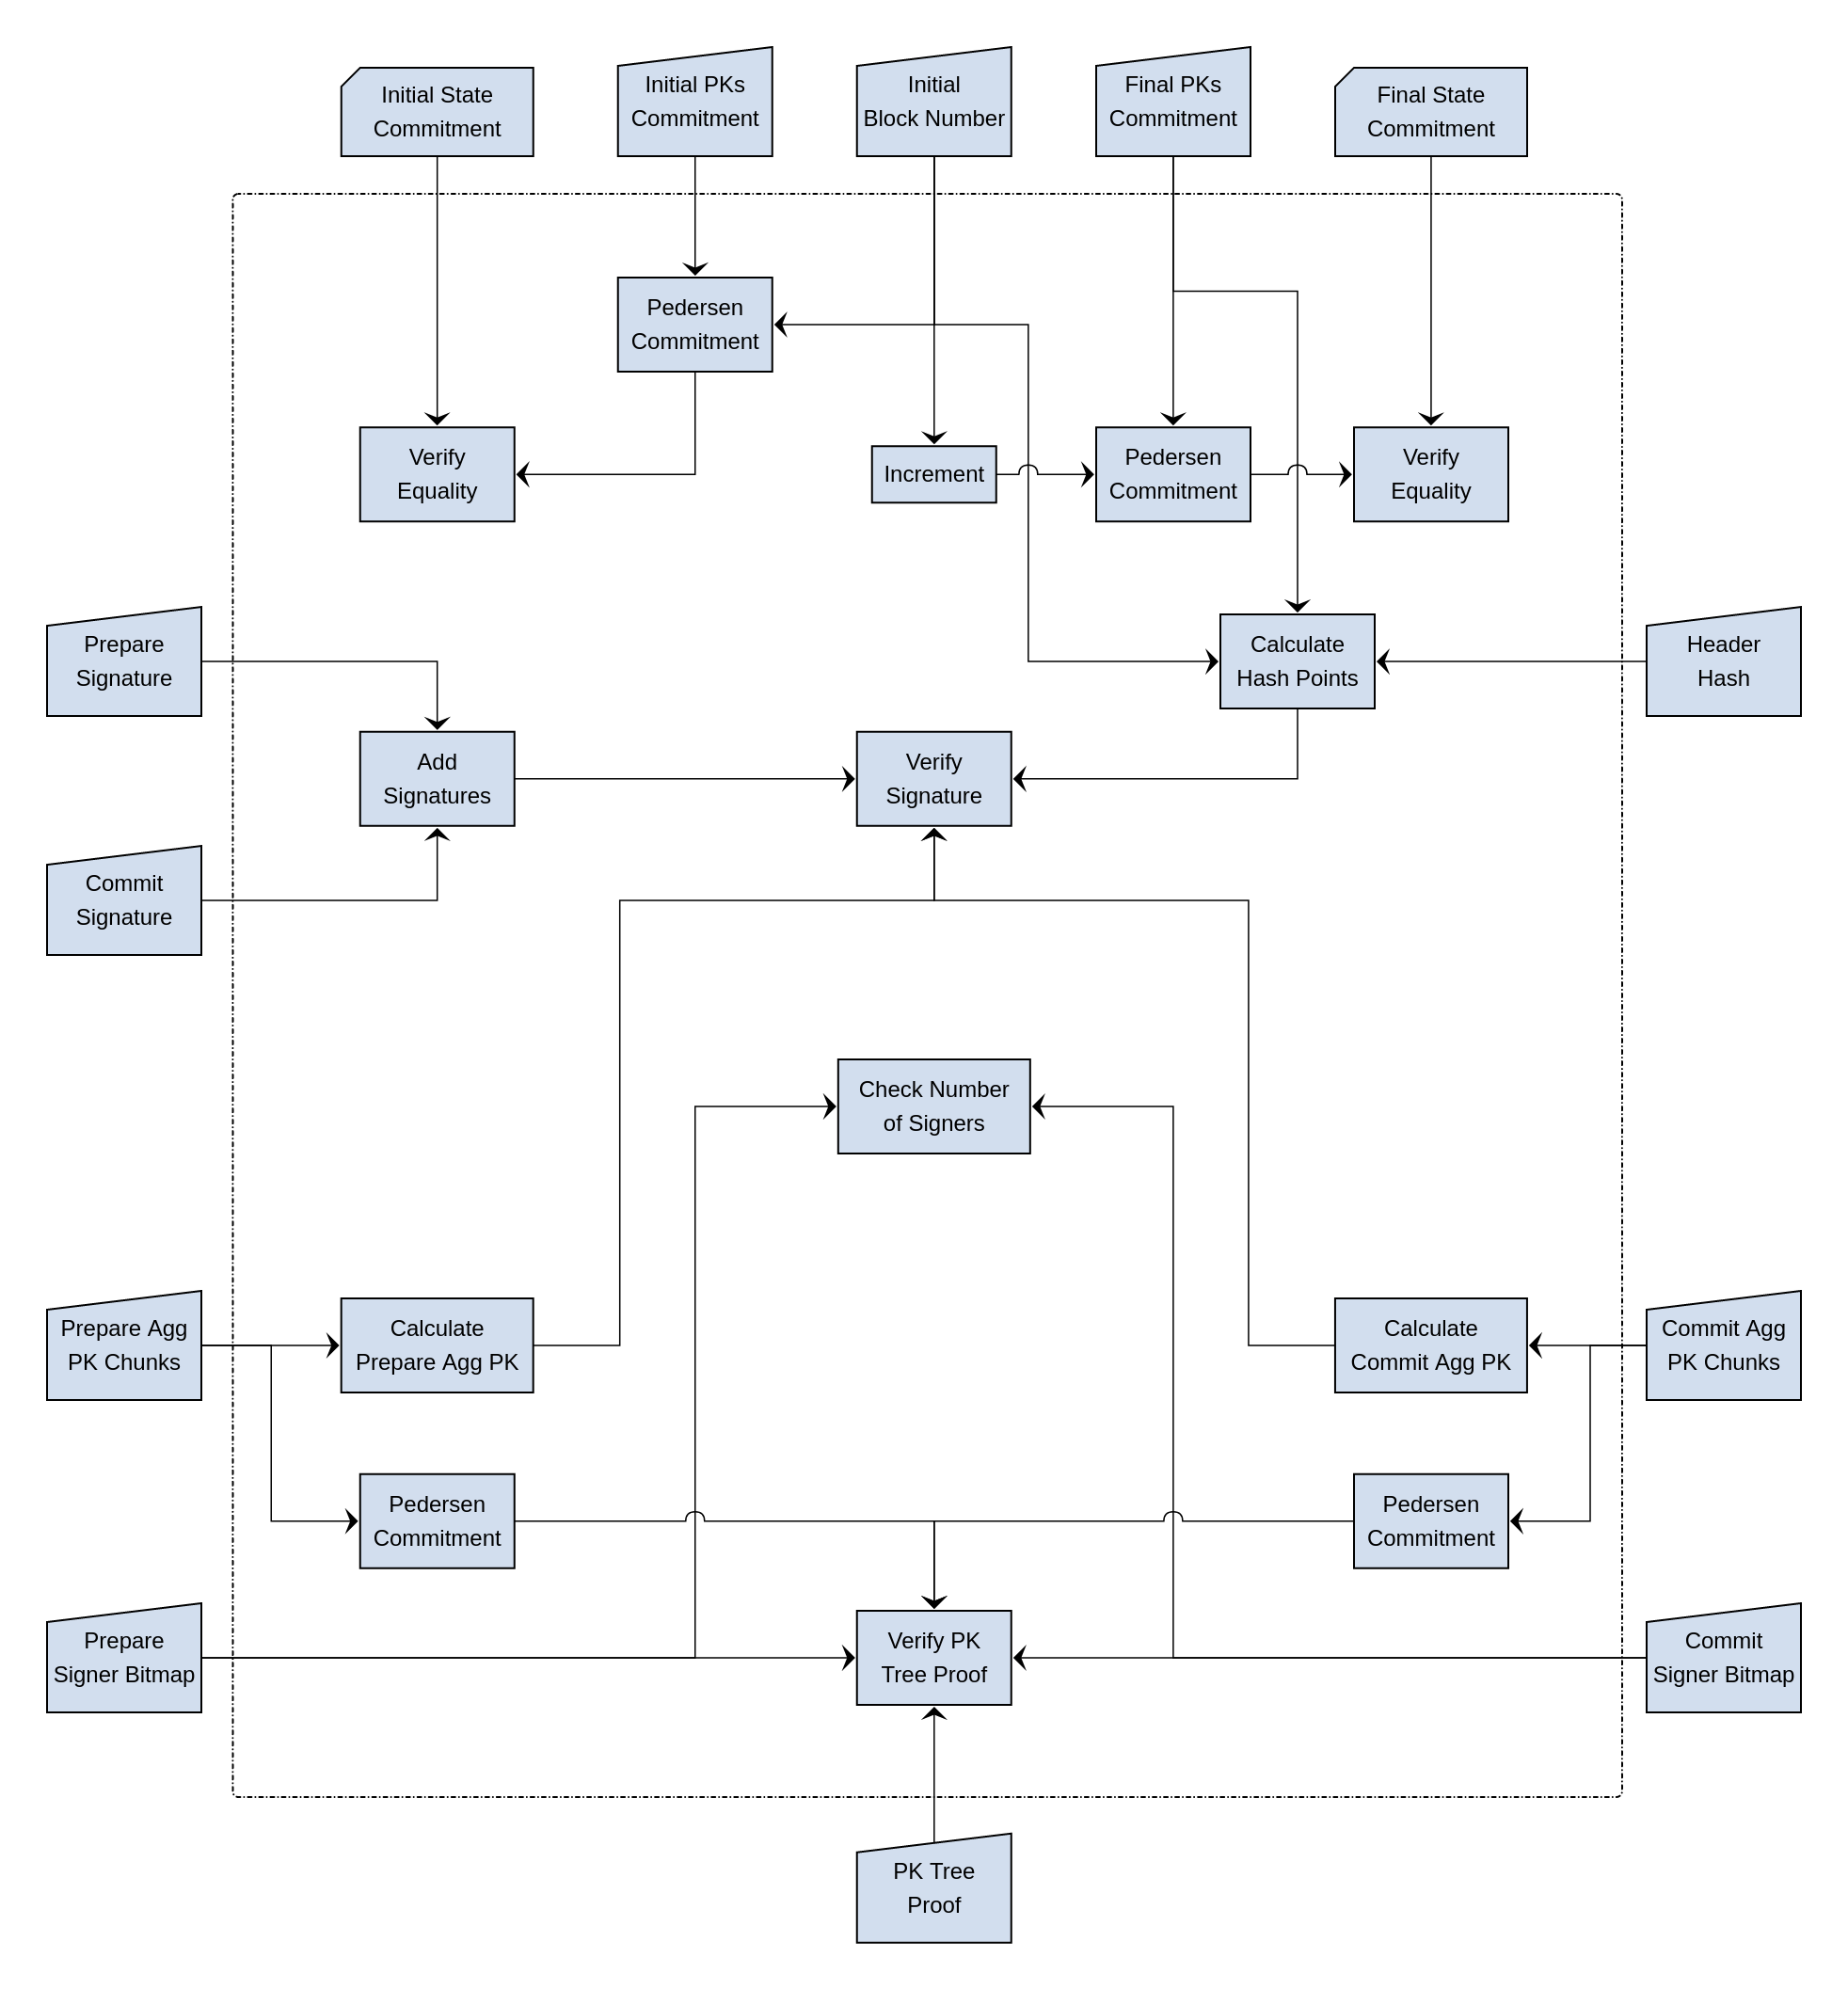 Initial State
Commitment
Initial PKs
Commitment
Initial
Block Number
Final PKs
Commitment
Final State
Commitment
Pedersen
Commitment
Verify
Equality
Increment
Pedersen
Commitment
Verify
Equality
Prepare
Signature
Calculate
Hash Points
Header
Hash
Add
Signatures
Verify
Signature
Commit
Signature
Check Number
of Signers
Prepare Agg
PK Chunks
Calculate
Prepare Agg PK
Calculate
Commit Agg PK
Commit Agg
PK Chunks
Pedersen
Commitment
Pedersen
Commitment
Prepare
Signer Bitmap
Verify PK
Tree Proof
Commit
Signer Bitmap
PK Tree
Proof